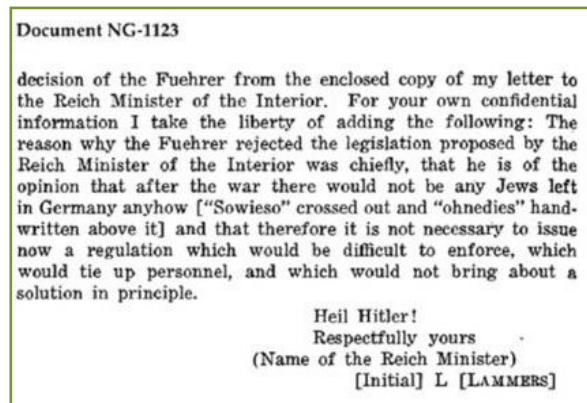 Document NG-1123
decision of the Fuehrer from the enclosed copy of my letter to
the Reich Minister of the Interior. For your own confidential
information I take the liberty of adding the following: The
reason why the Fuehrer rejected the legislation proposed by the
Reich Minister of the Interior was chiefly, that he is of the
opinion that after the war there would not be any Jews left
in Germany anyhow ["Sowieso" crossed out and "ohnedies" hand-
written above it] and that therefore it is not necessary to issue
now a regulation which would be difficult to enforce, which
would tie up personnel, and which would not bring about a
solution in principle.
Heil Hitler!
Respectfully yours
(Name of the Reich Minister)
[Initial] L [LAMMERS]